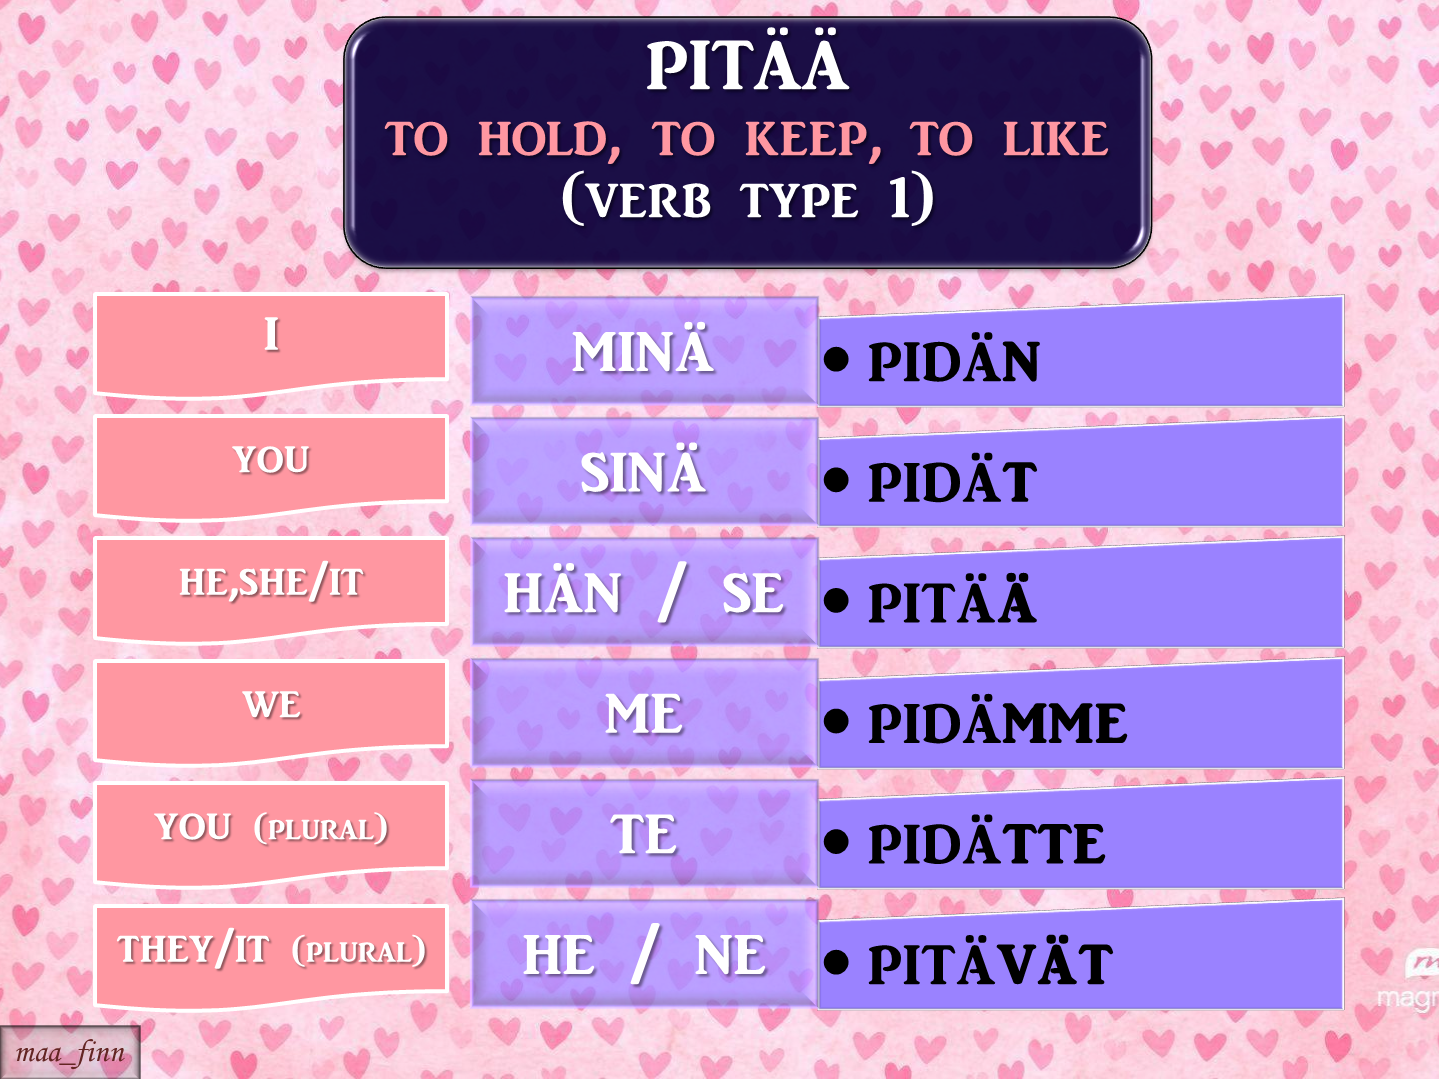 PITÄÄ
TO HOLD, TO KEEP, TO LIKE
(VERB TYPE 1)
I MINÄ • PIDÄN
YOU SINÄ • PIDÄT
HE,SHE/IT HÄN / SE • PITÄÄ
WE ME • PIDÄMME
YOU (PLURAL) TE • PIDÄTTE
THEY/IT (PLURAL) HE / NE • PITÄVÄT
maa_finn